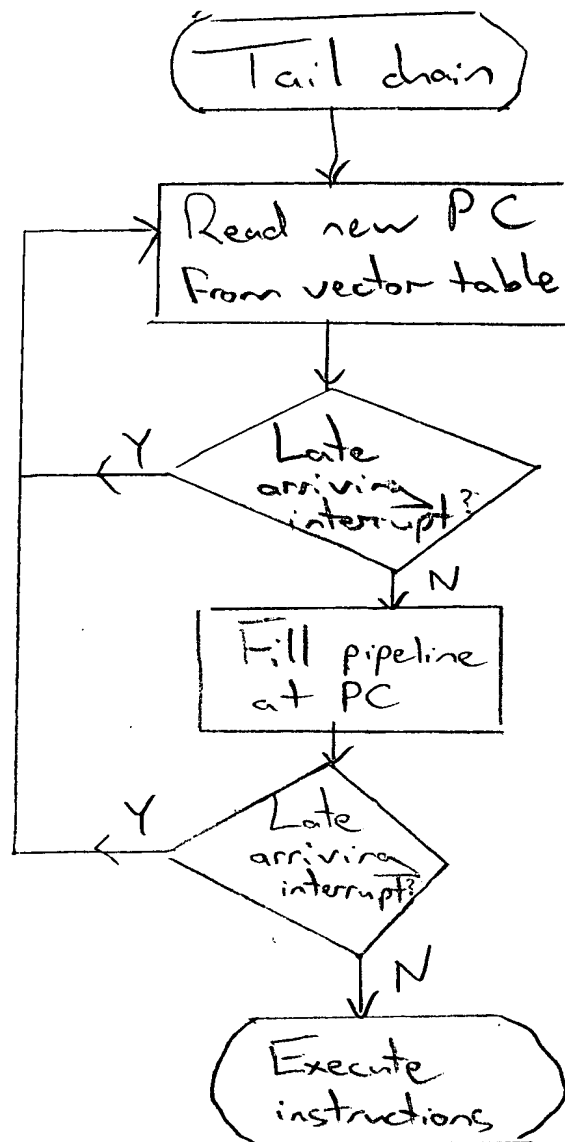 Tail chain
Read new PC
From vector table
Late
arriving
interrupt?
Y
N
Fill pipeline
at PC
Late
arriving
interrupt?
Y
N
Execute
instructions